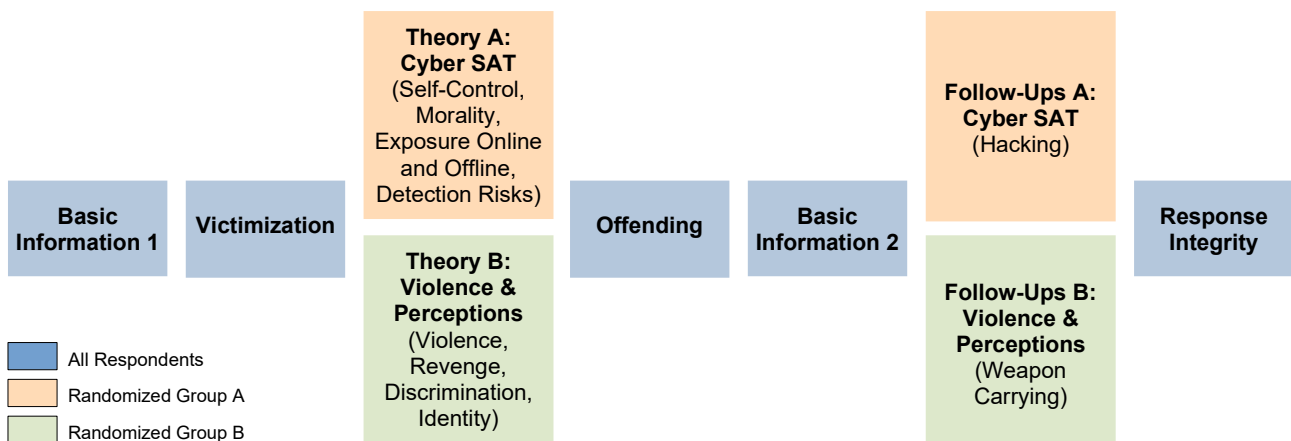 Basic
Information 1
Victimization
Theory A:
Cyber SAT
(Self-Control,
Morality,
Exposure Online
and Offline,
Detection Risks)
Theory B:
Violence &
Perceptions
(Violence,
Revenge,
Discrimination,
Identity)
Offending
Basic
Information 2
Follow-Ups A:
Cyber SAT
(Hacking)
Follow-Ups B:
Violence &
Perceptions
(Weapon
Carrying)
Response
Integrity
All Respondents
Randomized Group A
Randomized Group B